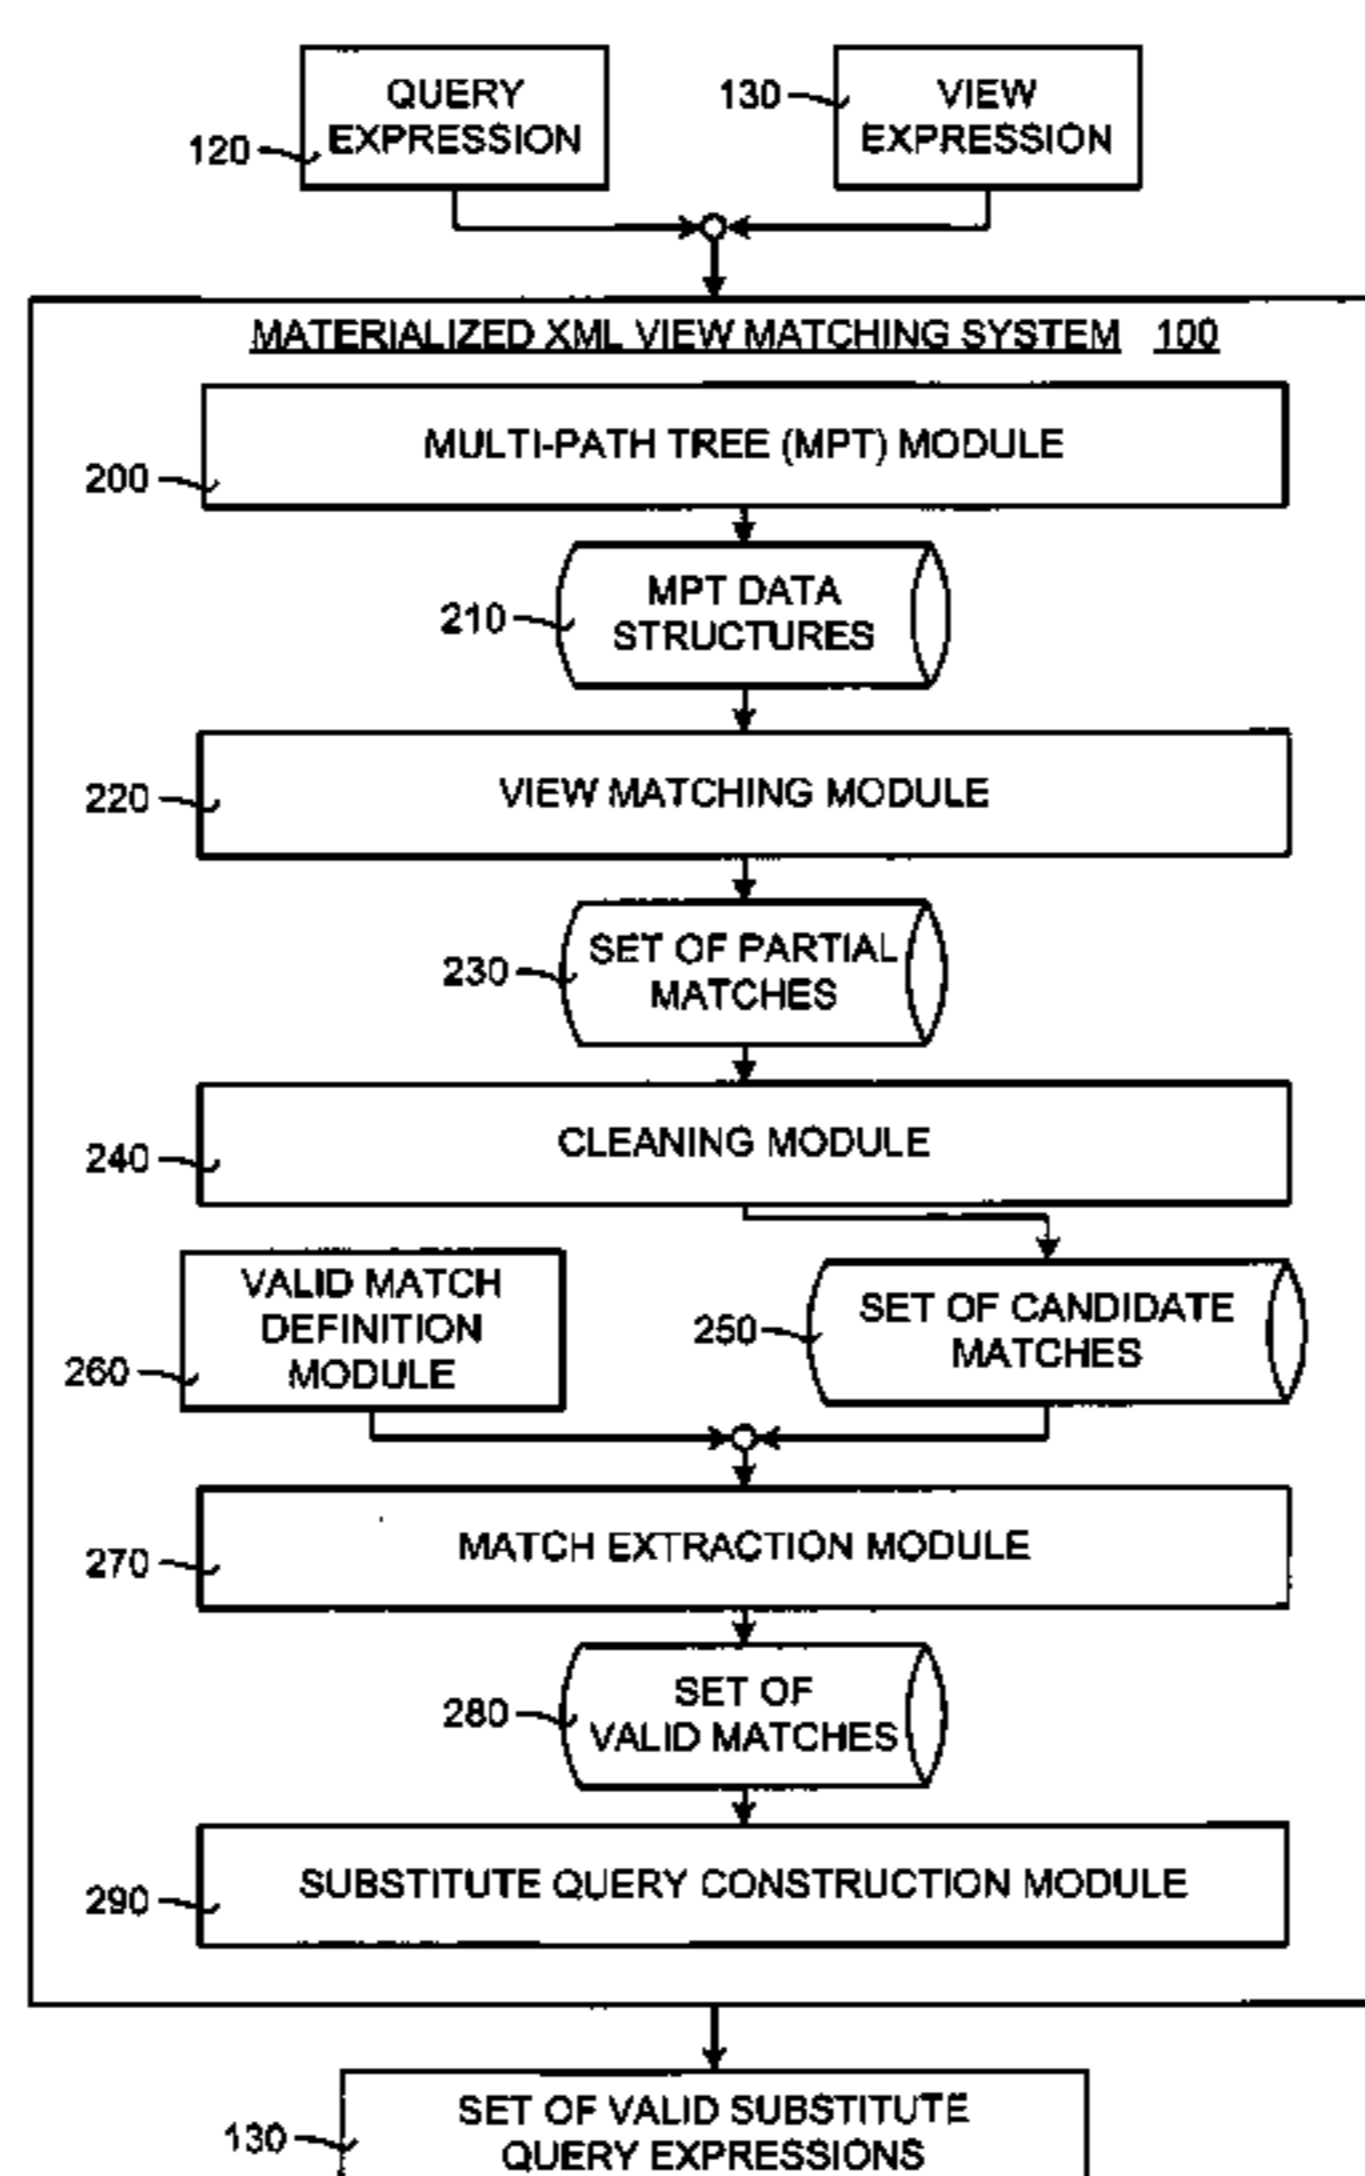 QUERY
EXPRESSION
120
130
VIEW
EXPRESSION
MATERIALIZED XML VIEW MATCHING SYSTEM 100
MULTI-PATH TREE (MPT) MODULE
200
MPT DATA
STRUCTURES
210
VIEW MATCHING MODULE
220
SET OF PARTIAL
MATCHES
230
CLEANING MODULE
240
VALID MATCH
DEFINITION
MODULE
260
SET OF CANDIDATE
MATCHES
250
MATCH EXTRACTION MODULE
270
SET OF
VALID MATCHES
280
SUBSTITUTE QUERY CONSTRUCTION MODULE
290
SET OF VALID SUBSTITUTE
QUERY EXPRESSIONS
130